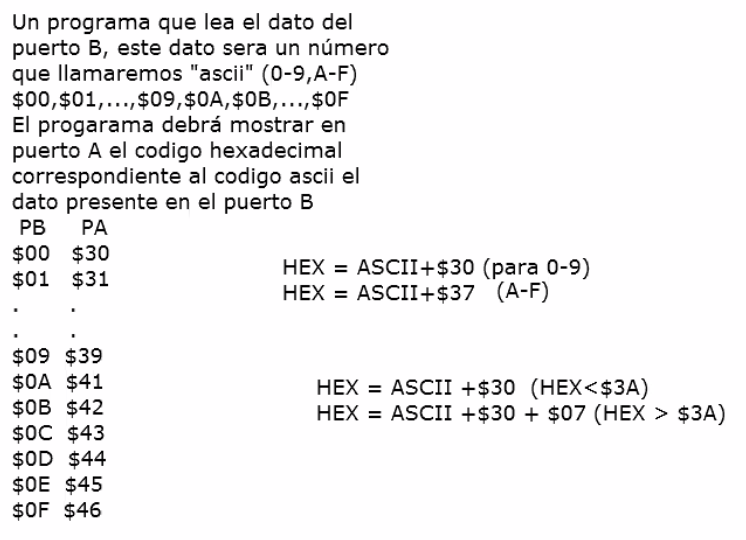 Un programa que lea el dato del
puerto B, este dato sera un número
que llamaremos "ascii" (0-9,A-F)
$00,$01,...,$09,$0A,$0B,...,$0F
El progarama debrá mostrar en
puerto A el codigo hexadecimal
correspondiente al codigo ascii el
dato presente en el puerto B
PB PA
$00 $30
$01 $31
. .
. .
$09 $39
$0A $41
$0B $42
$0C $43
$0D $44
$0E $45
$0F $46
HEX = ASCII+$30 (para 0-9)
HEX = ASCII+$37 (A-F)
HEX = ASCII +$30 (HEX<$3A)
HEX = ASCII +$30 + $07 (HEX > $3A)